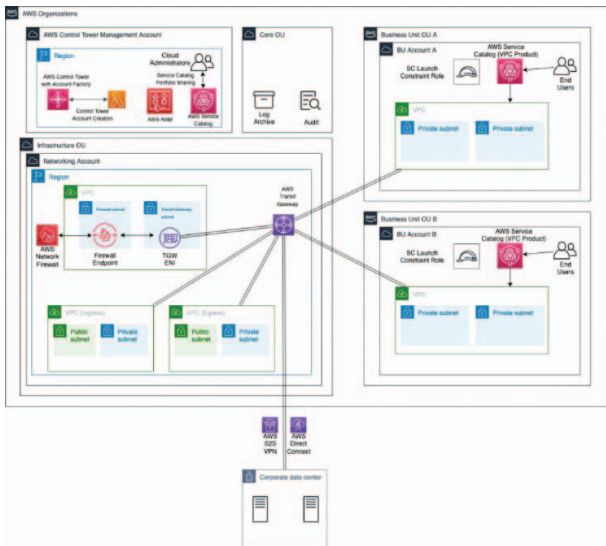 AWS Organizations
AWS Control Tower Management Account
Region
Cloud
Administrators
AWS Control Tower
with Account Factory
Service Catalog
Portfolio Sharing
Control Tower
Account Creation
AWS RAM
AWS Service
Catalog
Core OU
Log
Archive
Audit
Business Unit OU A
BU Account A
AWS Service
Catalog (VPC Product)
SC Launch
Constraint Role
End
Users
VPC
Private subnet
Private subnet
Infrastructure OU
Networking Account
Region
VPC
Firewall subnet
Transit Gateway
subnet
AWS
Network
Firewall
Firewall
Endpoint
TGW
ENI
AWS
Transit
Gateway
VPC (Ingress)
Public
subnet
Private
subnet
VPC (Egress)
Public
subnet
Private
subnet
Business Unit OU B
BU Account B
AWS Service
Catalog (VPC Product)
SC Launch
Constraint Role
End
Users
VPC
Private subnet
Private subnet
AWS
S2S
VPN
AWS
Direct
Connect
Corporate data center